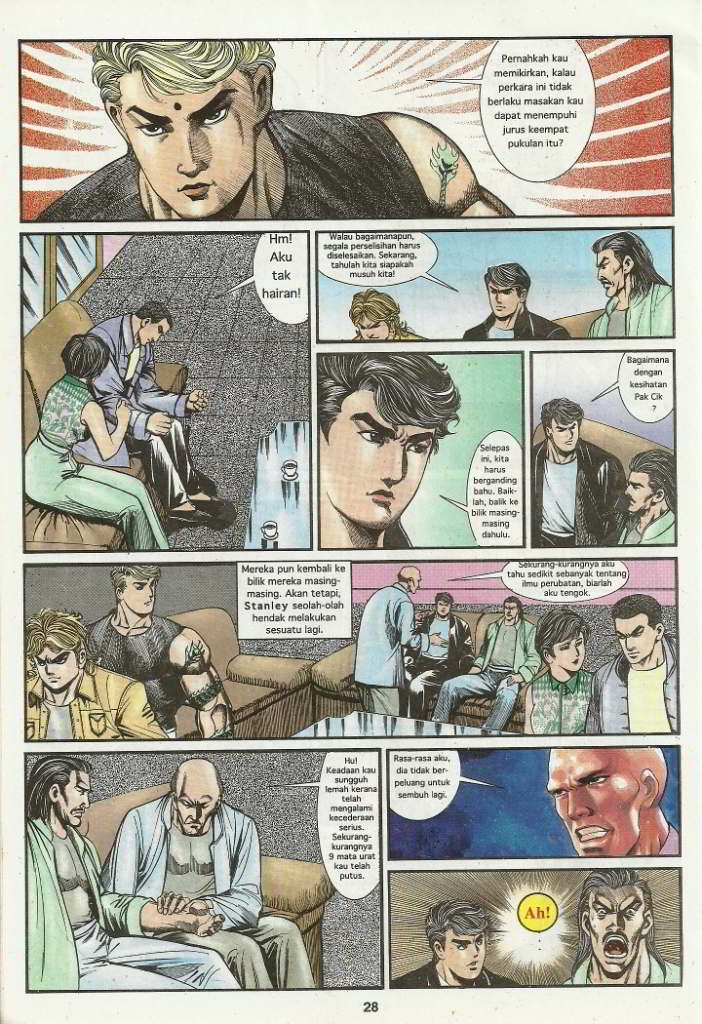 Pernahkah kau
memikirkan, kalau
perkara ini tidak
berlaku masakan kau
dapat menempuhi
jurus keempat
pukulan itu?
Hm!
Aku
tak
hairan!
Walau bagaimanapun,
segala perselisihan harus
diselesaikan. Sekarang,
tahulah kita siapakah
musuh kita!
Selepas
ini, kita
harus
berganding
bahu. Baik-
lah, balik ke
bilik masing-
masing
dahulu.
Bagaimana
dengan
kesihatan
Pak Cik
?
Mereka pun kembali ke
bilik mereka masing-
masing. Akan tetapi,
Stanley seolah-olah
hendak melakukan
sesuatu lagi.
Sekurang-kurangnya aku
tahu sedikit sebanyak tentang
ilmu perubatan, biarlah
aku tengok.
Hu!
Keadaan kau
sungguh
lemah kerana
telah
mengalami
kecederaan
serius.
Sekurang-
kurangnya
9 mata urat
kau telah
putus.
Rasa-rasa aku,
dia tidak ber-
peluang untuk
sembuh lagi.
Ah!
28